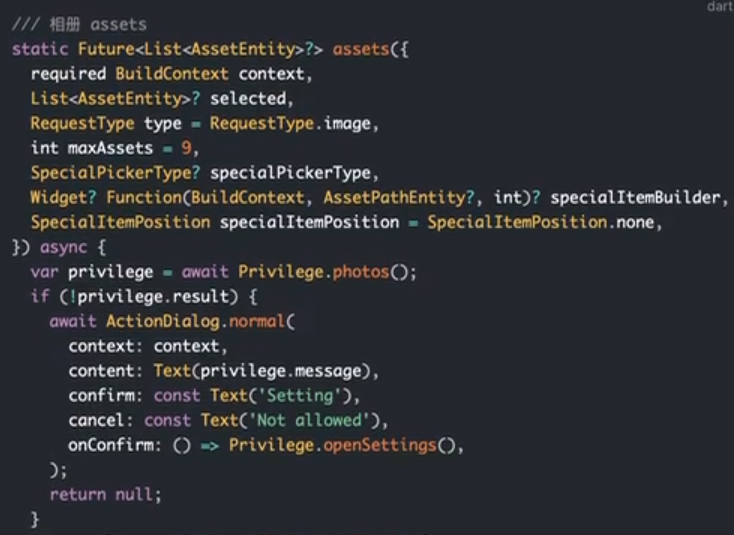 dart
/// 相册 assets
static Future<List<AssetEntity>?> assets({
  required BuildContext context,
  List<AssetEntity>? selected,
  RequestType type = RequestType.image,
  int maxAssets = 9,
  SpecialPickerType? specialPickerType,
  Widget? Function(BuildContext, AssetPathEntity?, int)? specialItemBuilder,
  SpecialItemPosition specialItemPosition = SpecialItemPosition.none,
}) async {
  var privilege = await Privilege.photos();
  if (!privilege.result) {
    await ActionDialog.normal(
      context: context,
      content: Text(privilege.message),
      confirm: const Text('Setting'),
      cancel: const Text('Not allowed'),
      onConfirm: () => Privilege.openSettings(),
    );
    return null;
  }